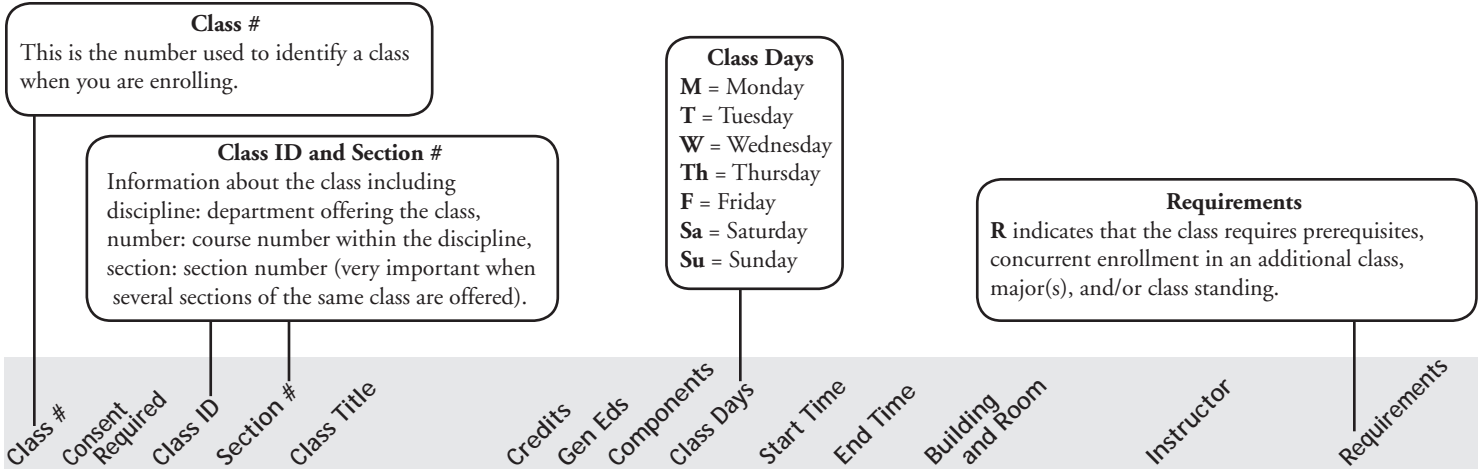 Class #
This is the number used to identify a class
when you are enrolling.
Class ID and Section #
Information about the class including
discipline: department offering the class,
number: course number within the discipline,
section: section number (very important when
several sections of the same class are offered).
Class Days
M = Monday
T = Tuesday
W = Wednesday
Th = Thursday
F = Friday
Sa = Saturday
Su = Sunday
Requirements
R indicates that the class requires prerequisites,
concurrent enrollment in an additional class,
major(s), and/or class standing.
Class #
Consent
Required
Class ID
Section #
Class Title
Credits
Gen Eds
Components
Class Days
Start Time
End Time
Building
and Room
Instructor
Requirements